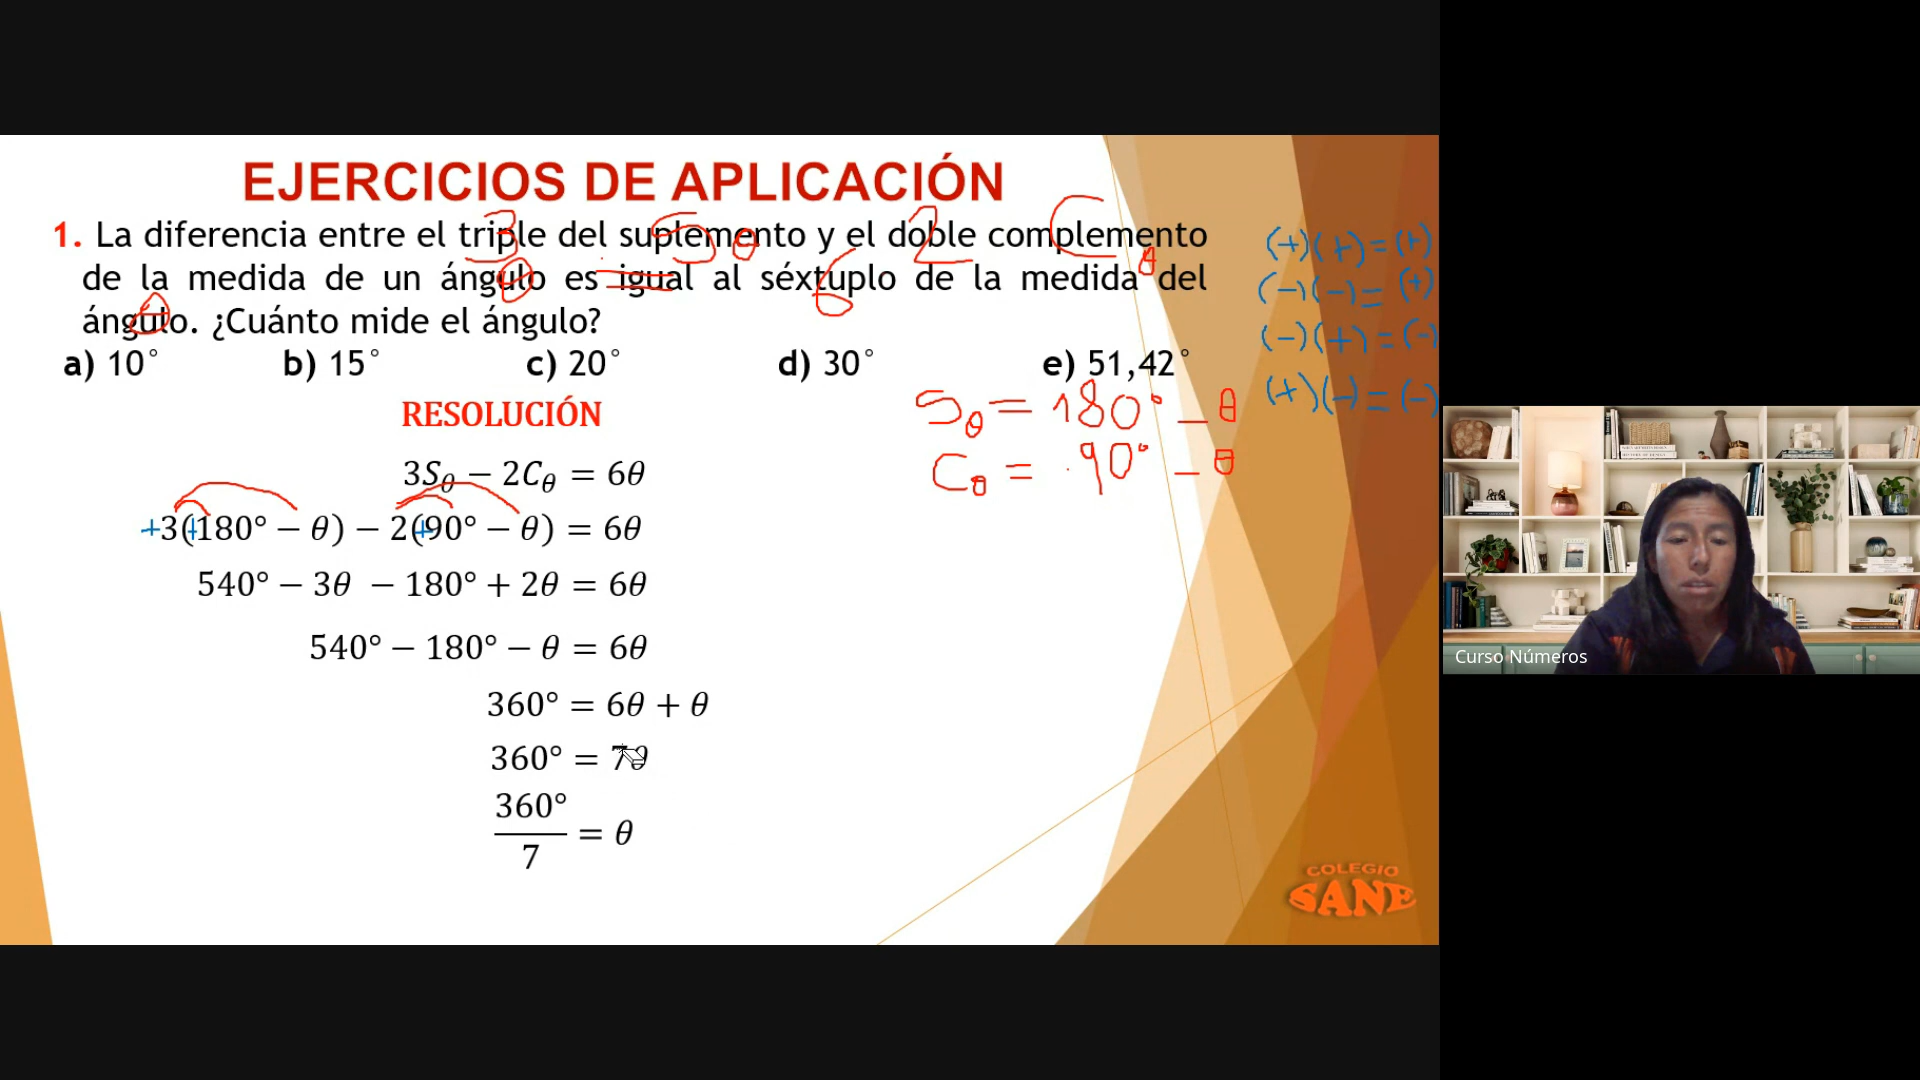 EJERCICIOS DE APLICACIÓN
1. La diferencia entre el triple del suplemento y el doble complemento
de la medida de un ángulo es igual al séxtuplo de la medida del
ángulo. ¿Cuánto mide el ángulo?
a) 10° b) 15° c) 20° d) 30° e) 51,42°
3 S θ 2 C θ
θ = 6
θ
(+)(+)=(+)
(-)(-)=(+)
(-)(+)=(-)
(+)(-)=(-)
RESOLUCIÓN
Sθ = 180° - θ
Cθ = 90° - θ
3Sθ − 2Cθ = 6θ
+3(+180° − θ) − 2(+90° − θ) = 6θ
540° − 3θ − 180° + 2θ = 6θ
540° − 180° − θ = 6θ
360° = 6θ + θ
360° = 7θ
360°/7 = θ
COLEGIO
SANE
Curso Números